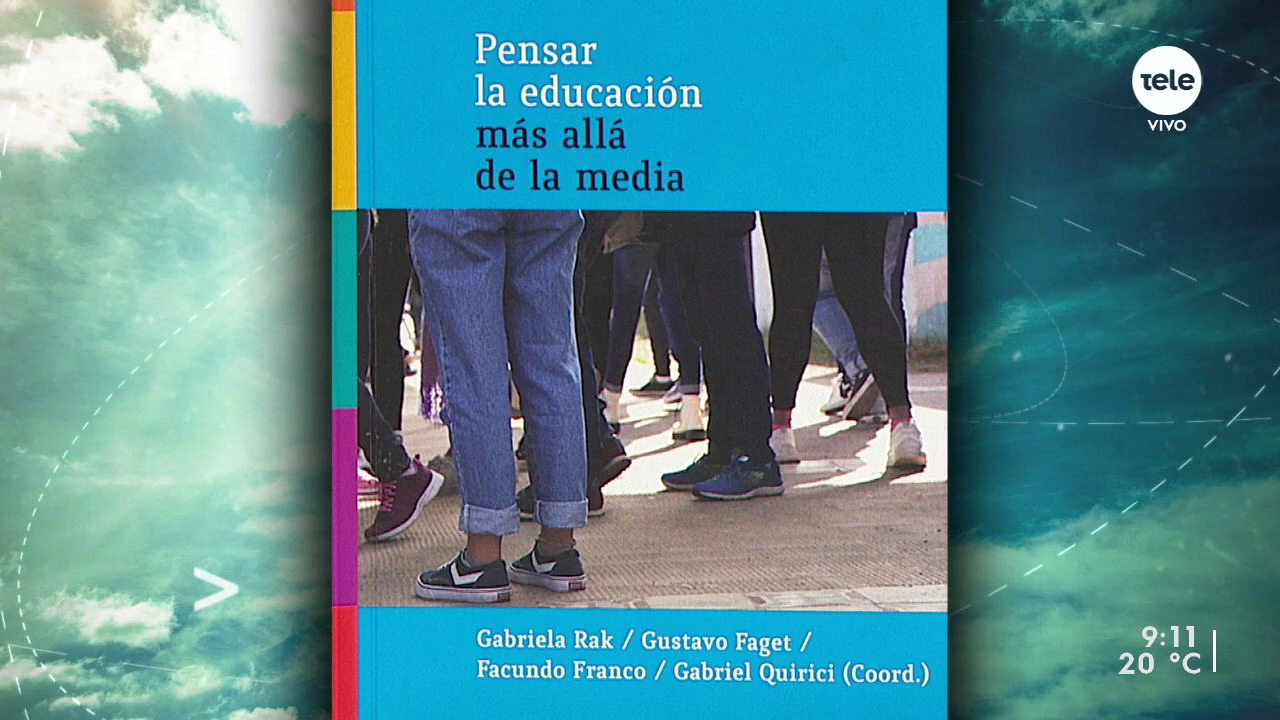 Pensar
la educación
más allá
de la media
tele
VIVO
Gabriela Rak / Gustavo Faget /
Facundo Franco / Gabriel Quirici (Coord.)
9:11
20 °C